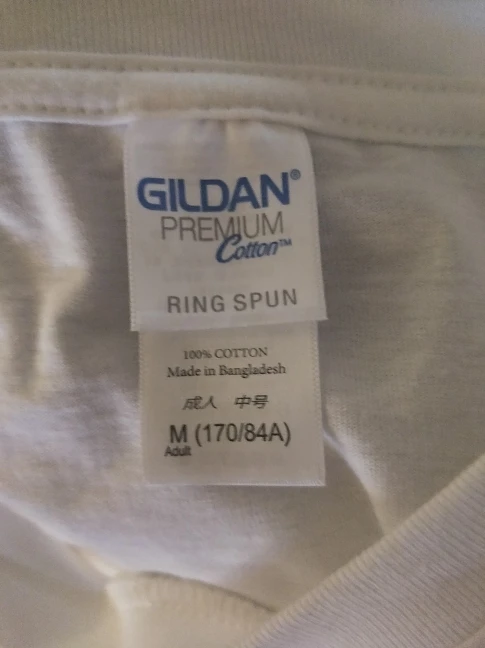 GILDAN®
PREMIUM
Cotton™
RING SPUN
100% COTTON
Made in Bangladesh
成人 中号
M (170/84A)
Adult